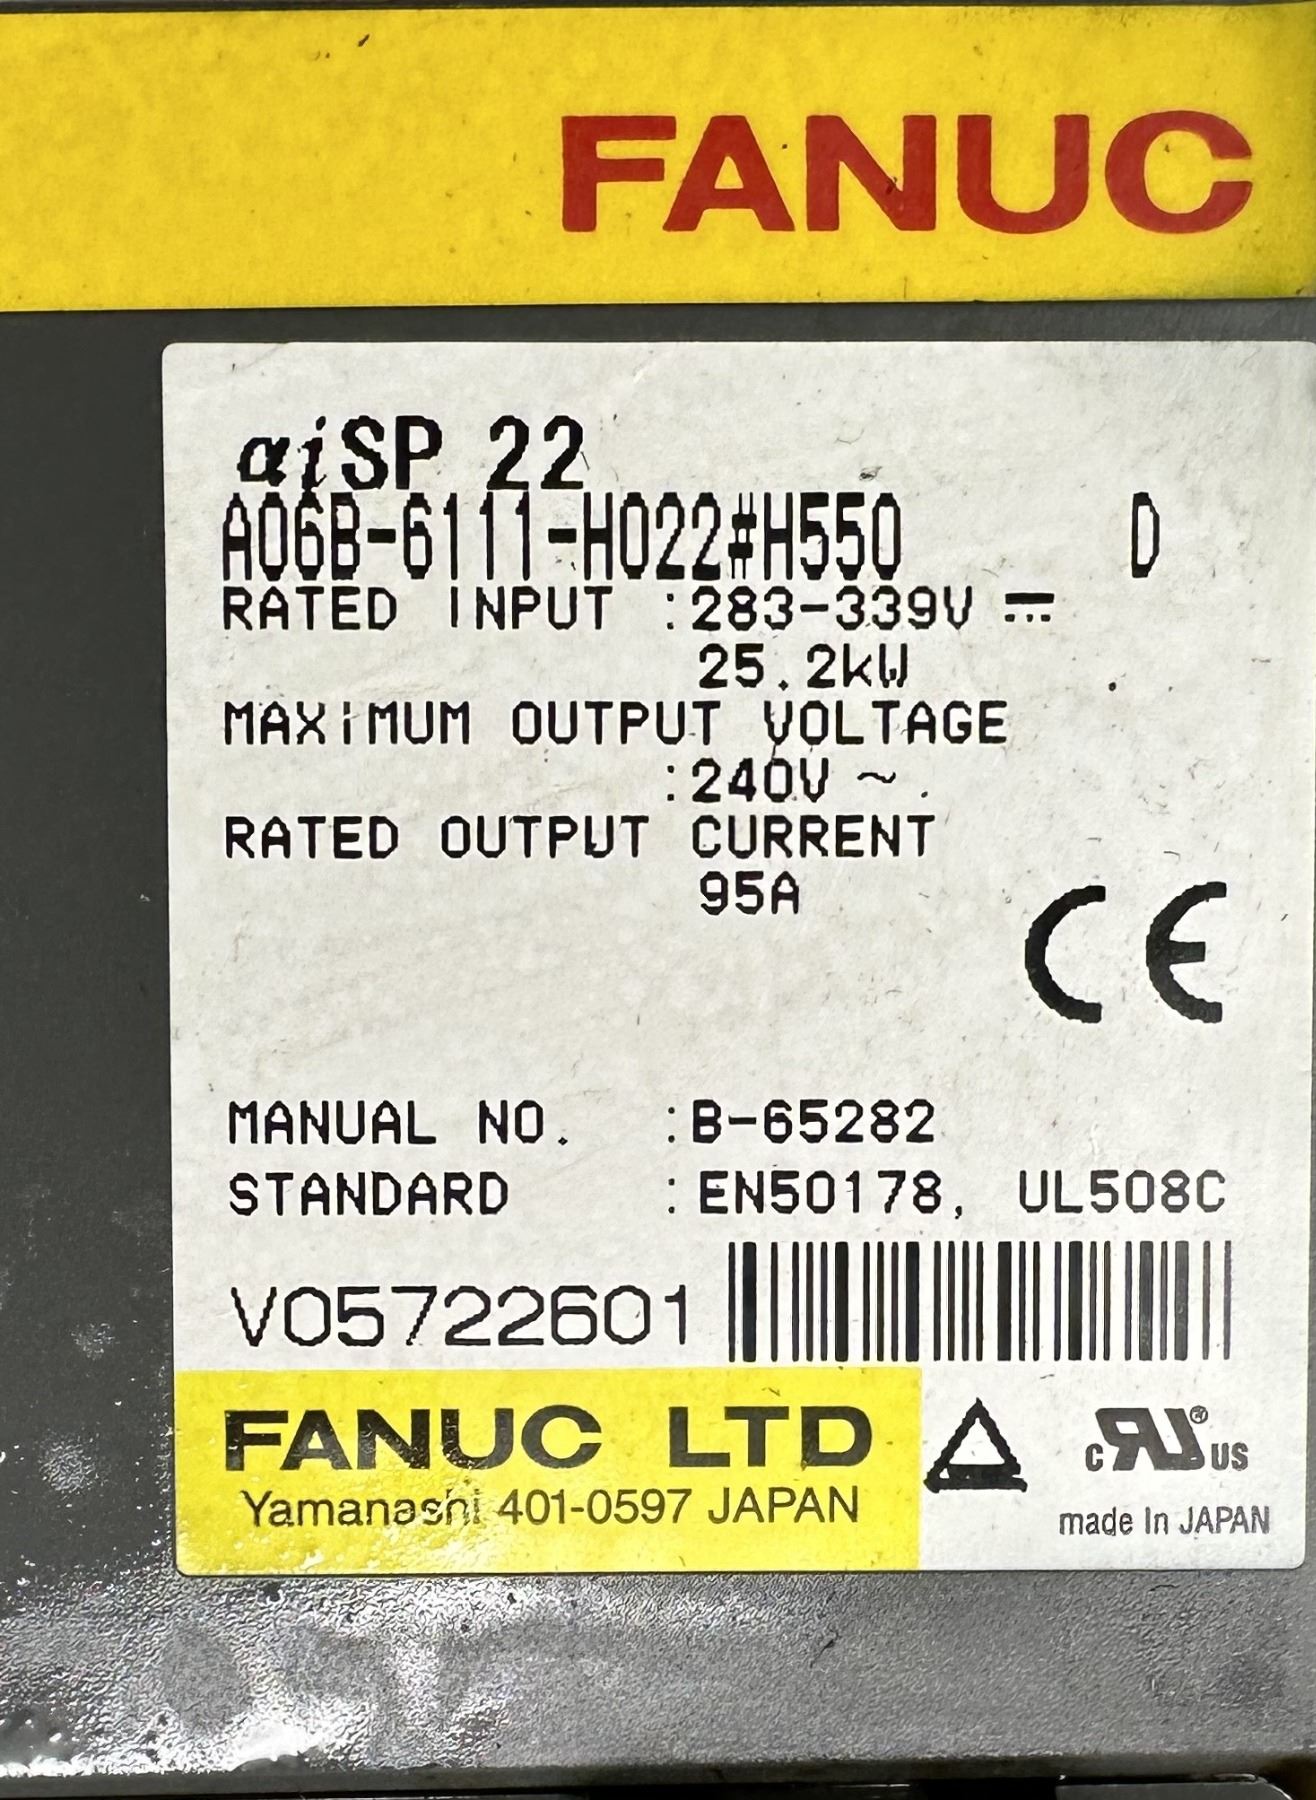 FANUC
αiSP 22
A06B-6111-H022#H550 D
RATED INPUT :283-339V ⎓
25.2kW
MAXIMUM OUTPUT VOLTAGE
:240V ~
RATED OUTPUT CURRENT
95A
CE
MANUAL NO. :B-65282
STANDARD :EN50178, UL508C
V05722601
FANUC LTD
Yamanashi 401-0597 JAPAN
c RU ® US
made In JAPAN